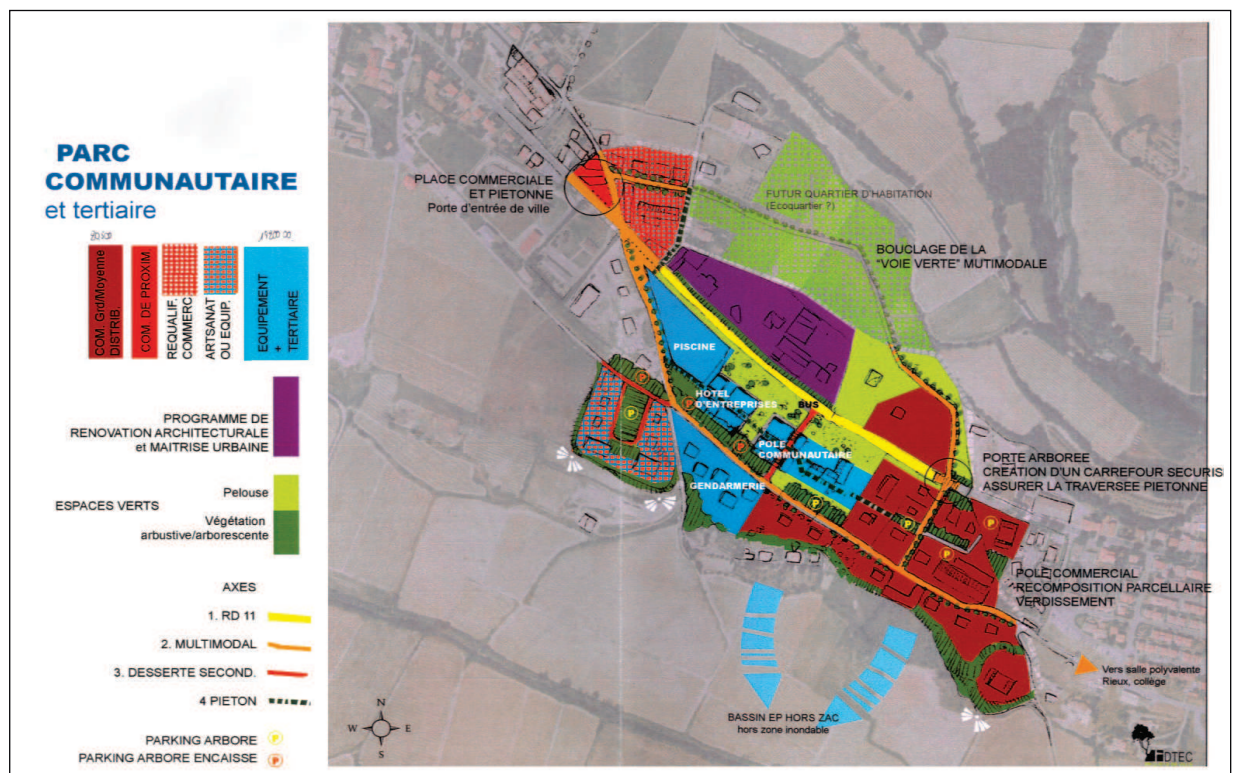 PARC
COMMUNAUTAIRE
et tertiaire
COM. Grd/Moyenne
DISTRIB.
COM. DE PROXIM
REQUALIF.
COMMERC
ARTSANAT
OU EQUIP.
EQUIPEMENT
+
TERTIAIRE
PROGRAMME DE
RENOVATION ARCHITECTURALE
et MAITRISE URBAINE
ESPACES VERTS
Pelouse
Végétation
arbustive/arborescente
AXES
1. RD 11
2. MULTIMODAL
3. DESSERTE SECOND.
4 PIETON
PARKING ARBORE
P
PARKING ARBORE ENCAISSE
P
PLACE COMMERCIALE
ET PIETONNE
Porte d'entrée de ville
FUTUR QUARTIER D'HABITATION
(Ecoquartier ?)
BOUCLAGE DE LA
"VOIE VERTE" MUTIMODALE
PISCINE
HOTEL
D'ENTREPRISES
BUS
POLE
COMMUNAUTAIRE
GENDARMERIE
P
P
P
P
P
P
P
P
PORTE ARBOREE
CREATION D'UN CARREFOUR SECURIS
ASSURER LA TRAVERSEE PIETONNE
POLE COMMERCIAL
RECOMPOSITION PARCELLAIRE
VERDISSEMENT
Vers salle polyvalente
Rieux, collège
BASSIN EP HORS ZAC
hors zone inondable
N
W E
S
DTEC